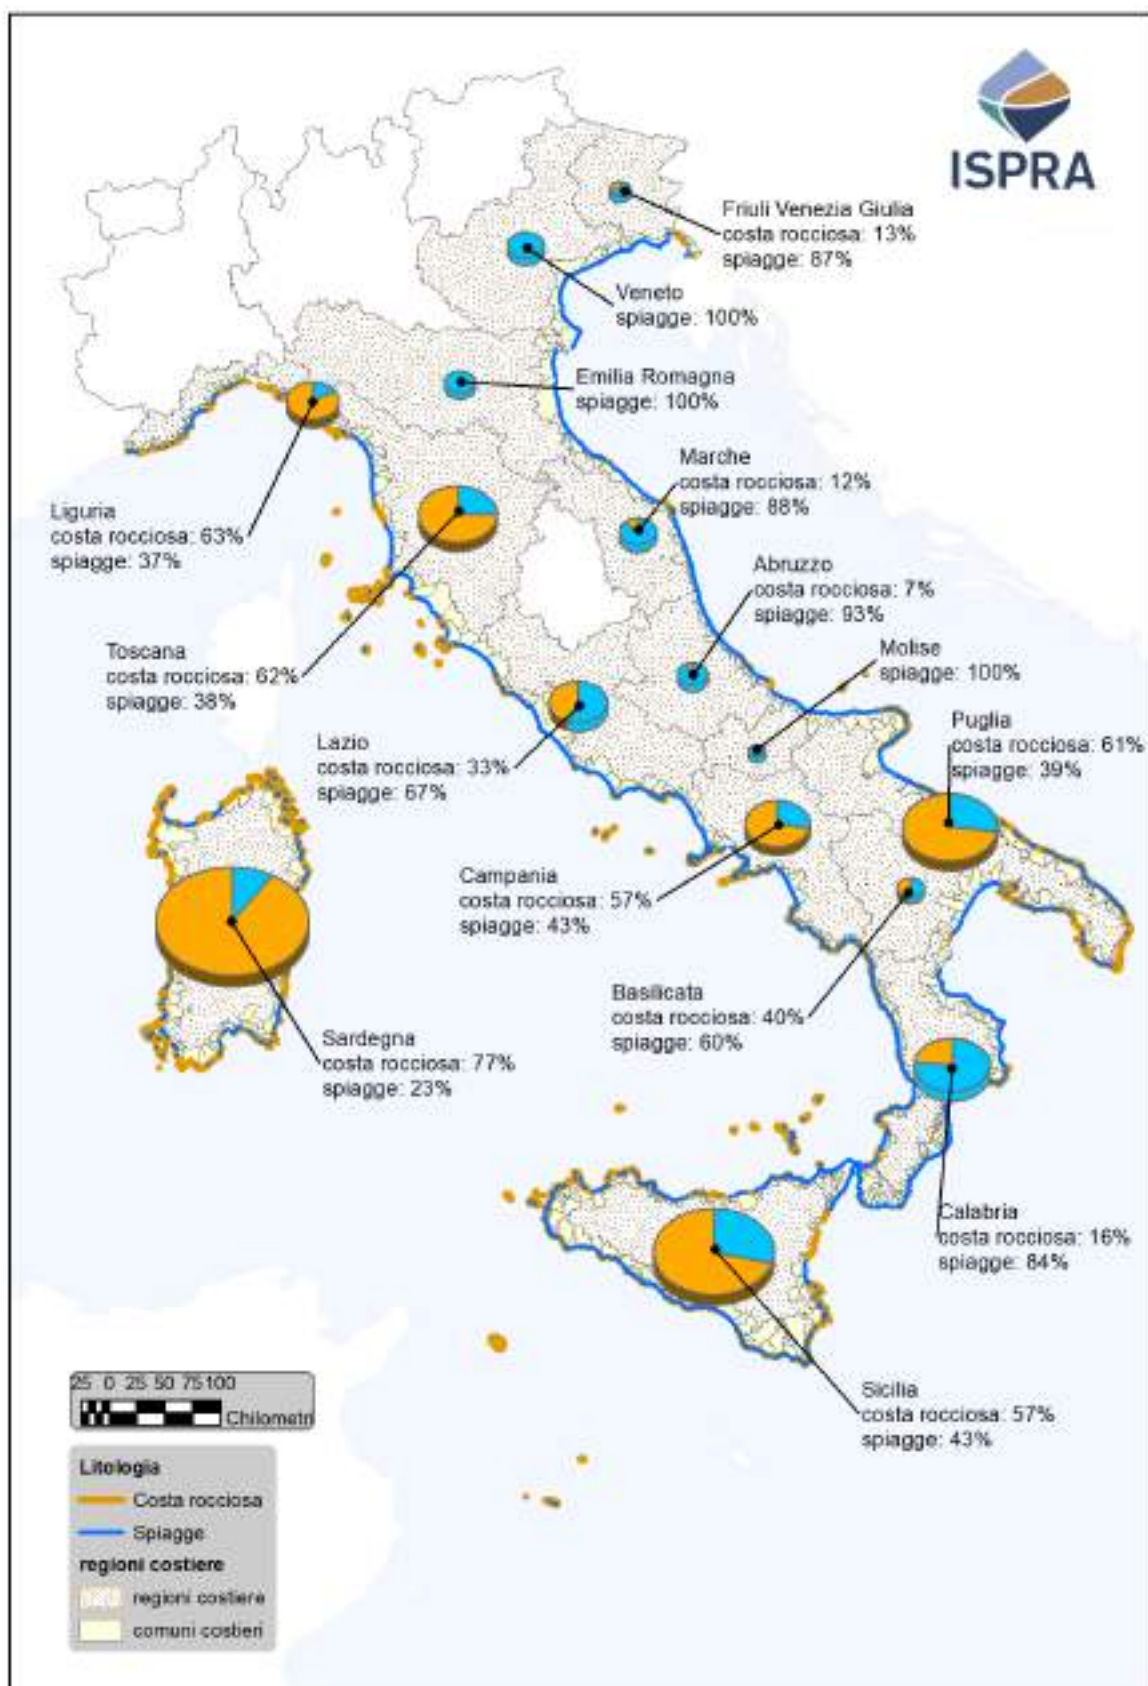 ISPRA
Friuli Venezia Giulia
costa rocciosa: 13%
spiagge: 87%
Veneto
spiagge: 100%
Emilia Romagna
spiagge: 100%
Marche
costa rocciosa: 12%
spiagge: 88%
Liguria
costa rocciosa: 63%
spiagge: 37%
Abruzzo
costa rocciosa: 7%
spiagge: 93%
Toscana
costa rocciosa: 62%
spiagge: 38%
Molise
spiagge: 100%
Lazio
costa rocciosa: 33%
spiagge: 67%
Puglia
costa rocciosa: 61%
spiagge: 39%
Campania
costa rocciosa: 57%
spiagge: 43%
Basilicata
costa rocciosa: 40%
spiagge: 60%
Sardegna
costa rocciosa: 77%
spiagge: 23%
Calabria
costa rocciosa: 16%
spiagge: 84%
Sicilia
costa rocciosa: 57%
spiagge: 43%
25 0 25 50 75 100
Chilometri
Litologia
Costa rocciosa
Spiagge
regioni costiere
regioni costiere
comuni costieri